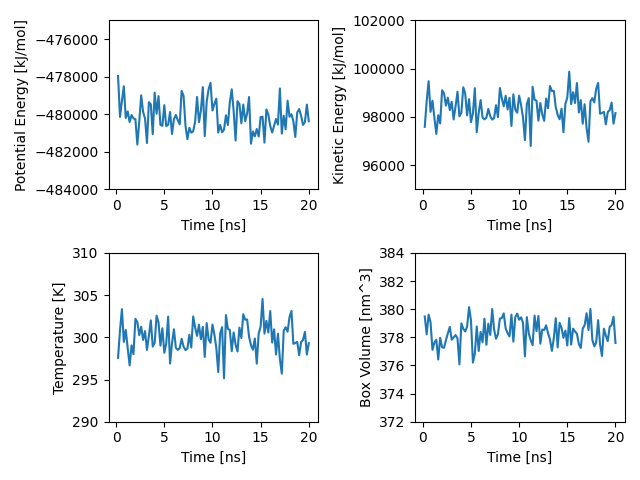 Potential Energy [kJ/mol]
−476000
−478000
−480000
−482000
−484000
0 5 10 15 20
Time [ns]
Kinetic Energy [kJ/mol]
102000
100000
98000
96000
0 5 10 15 20
Time [ns]
Temperature [K]
310
305
300
295
290
0 5 10 15 20
Time [ns]
Box Volume [nm^3]
384
382
380
378
376
374
372
0 5 10 15 20
Time [ns]